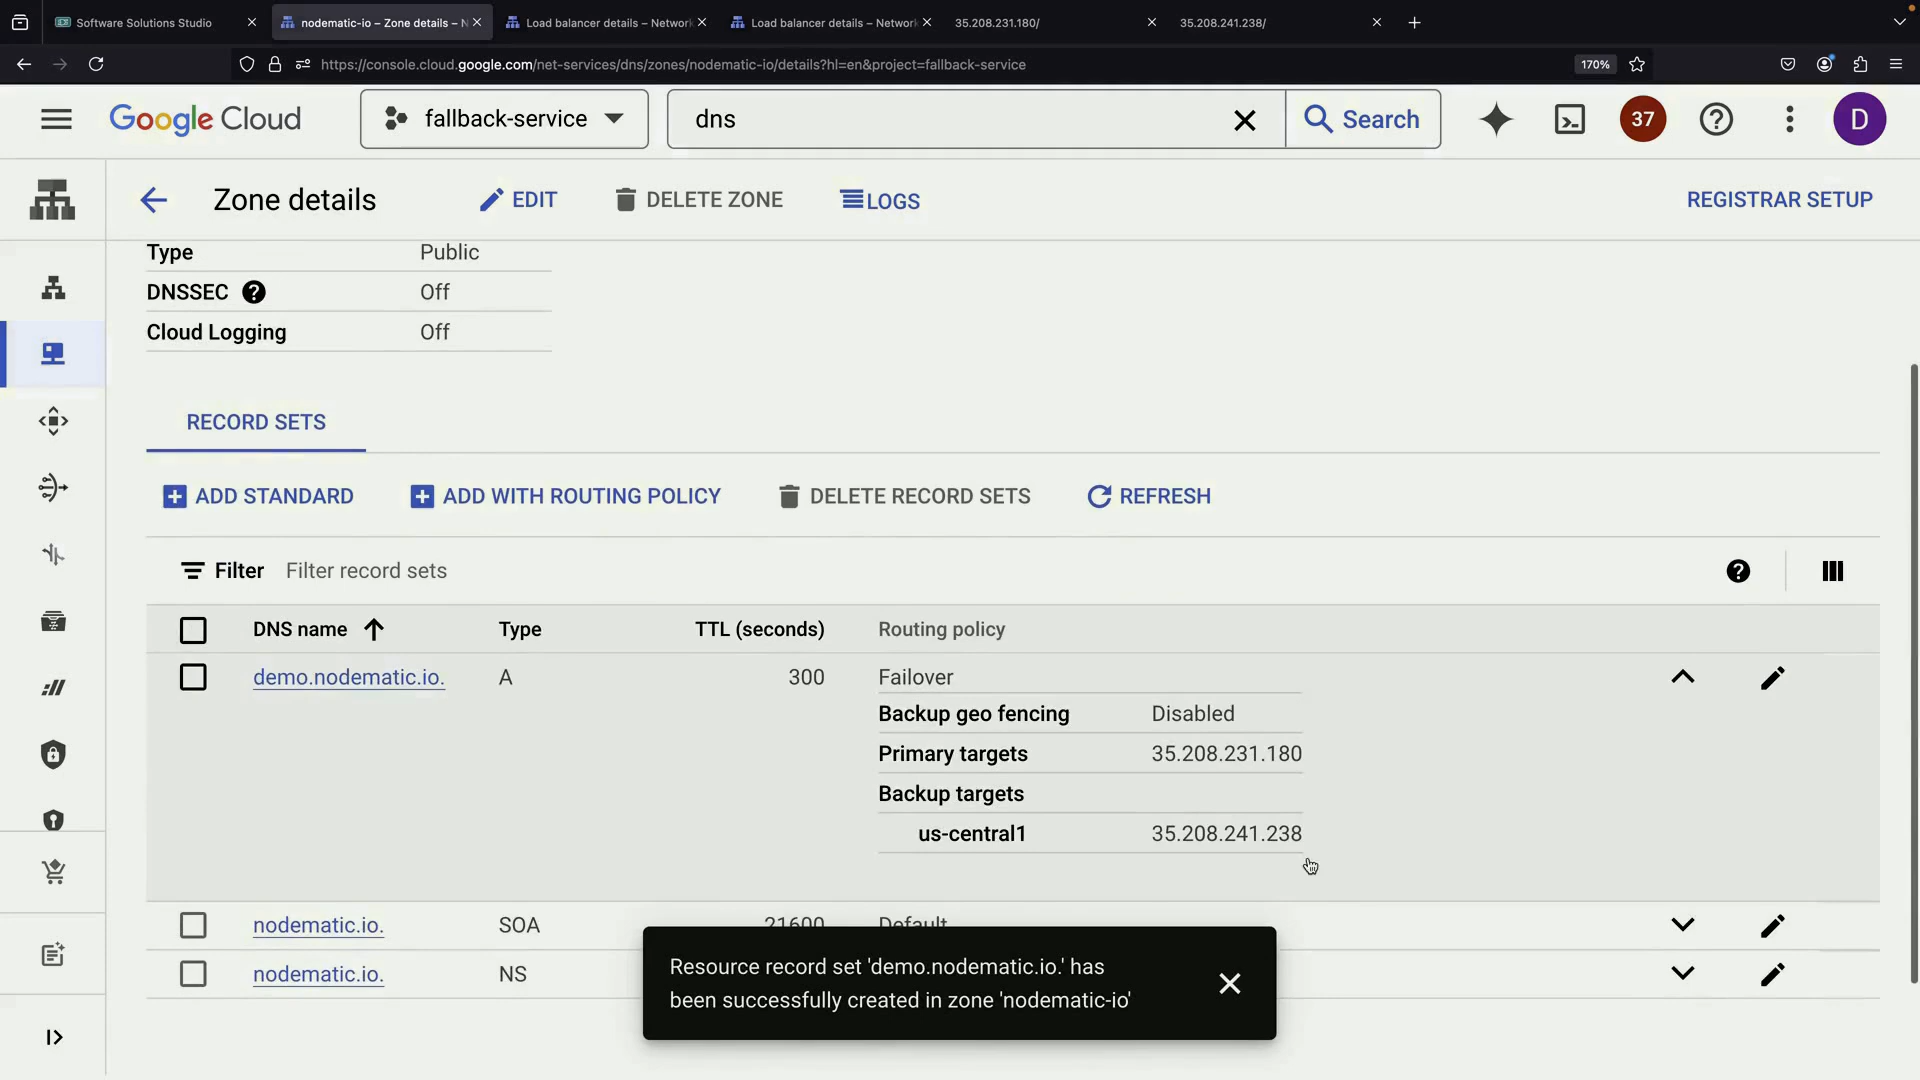 Software Solutions Studio
nodematic-io – Zone details – N
Load balancer details – Network
Load balancer details – Network
35.208.231.180/
35.208.241.238/
https://console.cloud.google.com/net-services/dns/zones/nodematic-io/details?hl=en&project=fallback-service
170%
Google Cloud
fallback-service
dns
Search
37
D
Zone details
EDIT
DELETE ZONE
LOGS
REGISTRAR SETUP
Type Public
DNSSEC Off
Cloud Logging Off
RECORD SETS
ADD STANDARD
ADD WITH ROUTING POLICY
DELETE RECORD SETS
REFRESH
Filter Filter record sets
DNS name Type TTL (seconds) Routing policy
demo.nodematic.io. A 300 Failover
Backup geo fencing Disabled
Primary targets 35.208.231.180
Backup targets
us-central1 35.208.241.238
nodematic.io. SOA 21600 Default
nodematic.io. NS
Resource record set 'demo.nodematic.io.' has
been successfully created in zone 'nodematic-io'